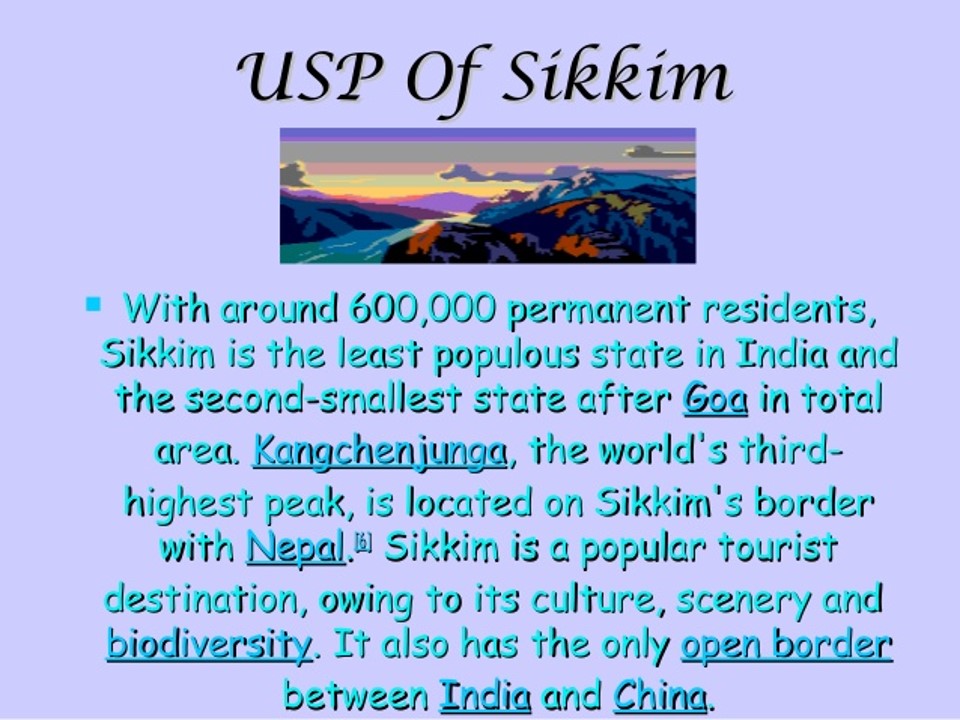 USP Of Sikkim
With around 600,000 permanent residents,
Sikkim is the least populous state in India and
the second-smallest state after Goa in total
area. Kangchenjunga, the world's third-
highest peak, is located on Sikkim's border
with Nepal.[6] Sikkim is a popular tourist
destination, owing to its culture, scenery and
biodiversity. It also has the only open border
between India and China.